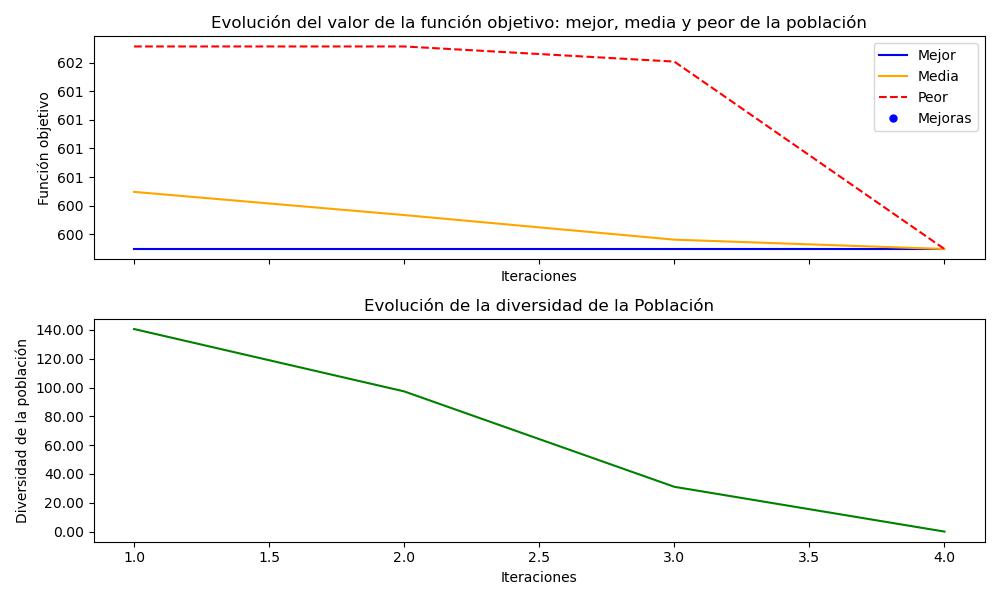 Evolución del valor de la función objetivo: mejor, media y peor de la población
Función objetivo
602
601
601
601
601
600
600
Mejor
Media
Peor
Mejoras
Iteraciones
Evolución de la diversidad de la Población
Diversidad de la población
140.00
120.00
100.00
80.00
60.00
40.00
20.00
0.00
1.0 1.5 2.0 2.5 3.0 3.5 4.0
Iteraciones